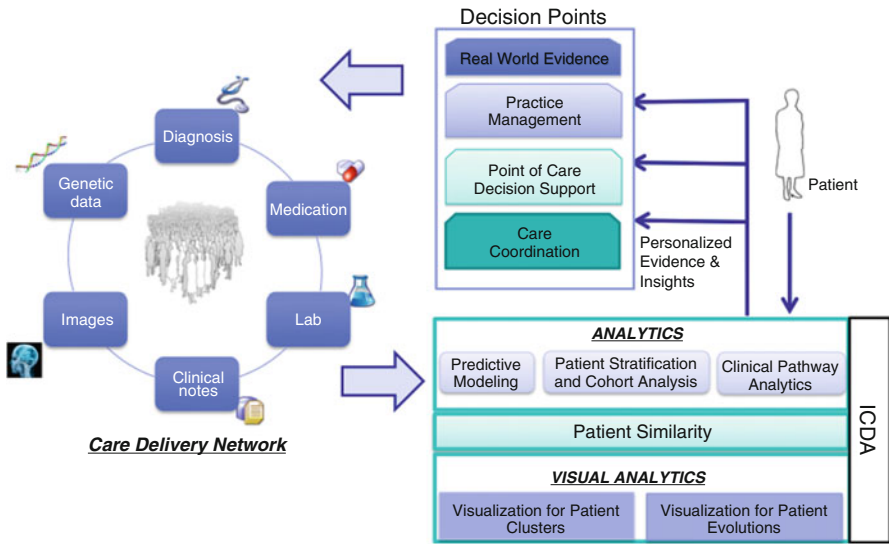 Decision Points
Real World Evidence
Practice
Management
Point of Care
Decision Support
Care
Coordination
Diagnosis
Genetic
data
Medication
Images
Lab
Clinical
notes
Care Delivery Network
Patient
Personalized
Evidence &
Insights
ANALYTICS
Predictive
Modeling
Patient Stratification
and Cohort Analysis
Clinical Pathway
Analytics
Patient Similarity
VISUAL ANALYTICS
Visualization for Patient
Clusters
Visualization for Patient
Evolutions
ICDA